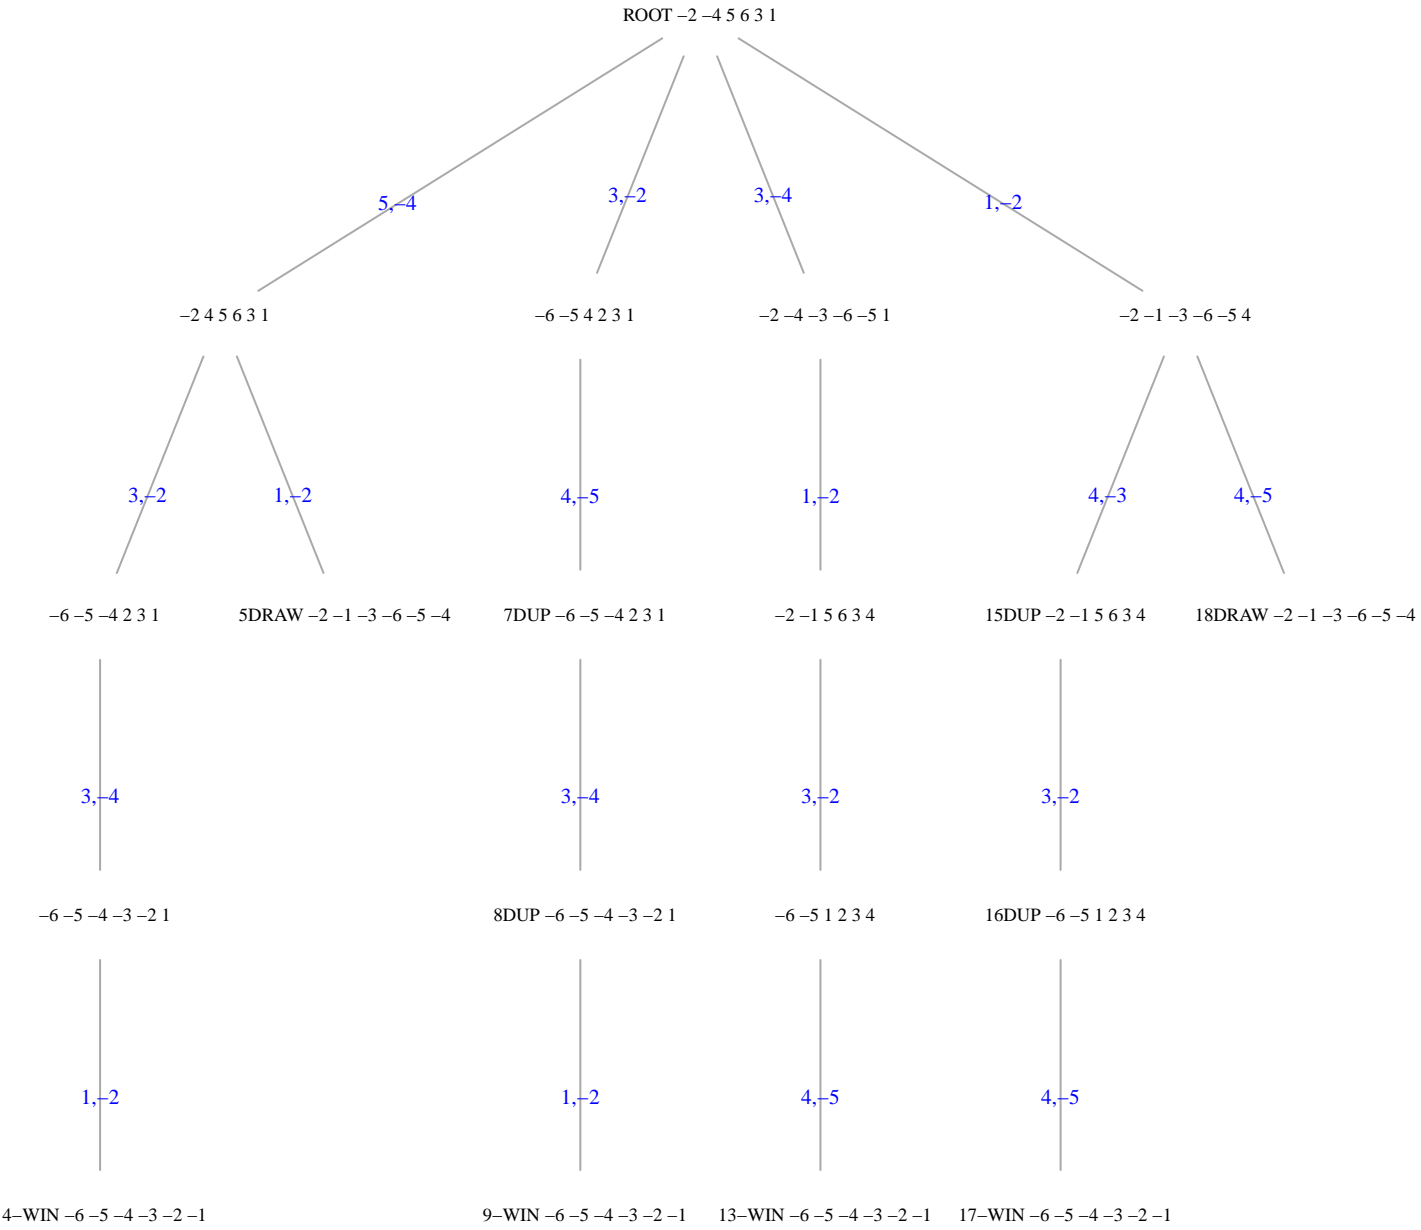 ROOT –2 –4 5 6 3 1
5,–4
3,–2
3,–4
1,–2
–2 4 5 6 3 1
–6 –5 4 2 3 1
–2 –4 –3 –6 –5 1
–2 –1 –3 –6 –5 4
3,–2
1,–2
4,–5
1,–2
4,–3
4,–5
–6 –5 –4 2 3 1
5DRAW –2 –1 –3 –6 –5 –4
7DUP –6 –5 –4 2 3 1
–2 –1 5 6 3 4
15DUP –2 –1 5 6 3 4
18DRAW –2 –1 –3 –6 –5 –4
3,–4
3,–4
3,–2
3,–2
–6 –5 –4 –3 –2 1
8DUP –6 –5 –4 –3 –2 1
–6 –5 1 2 3 4
16DUP –6 –5 1 2 3 4
1,–2
1,–2
4,–5
4,–5
4–WIN –6 –5 –4 –3 –2 –1
9–WIN –6 –5 –4 –3 –2 –1
13–WIN –6 –5 –4 –3 –2 –1
17–WIN –6 –5 –4 –3 –2 –1